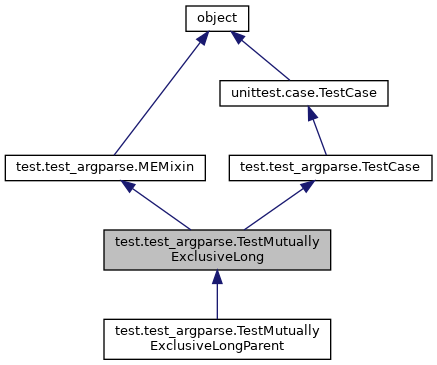 object
unittest.case.TestCase
test.test_argparse.MEMixin
test.test_argparse.TestCase
test.test_argparse.TestMutually
ExclusiveLong
test.test_argparse.TestMutually
ExclusiveLongParent